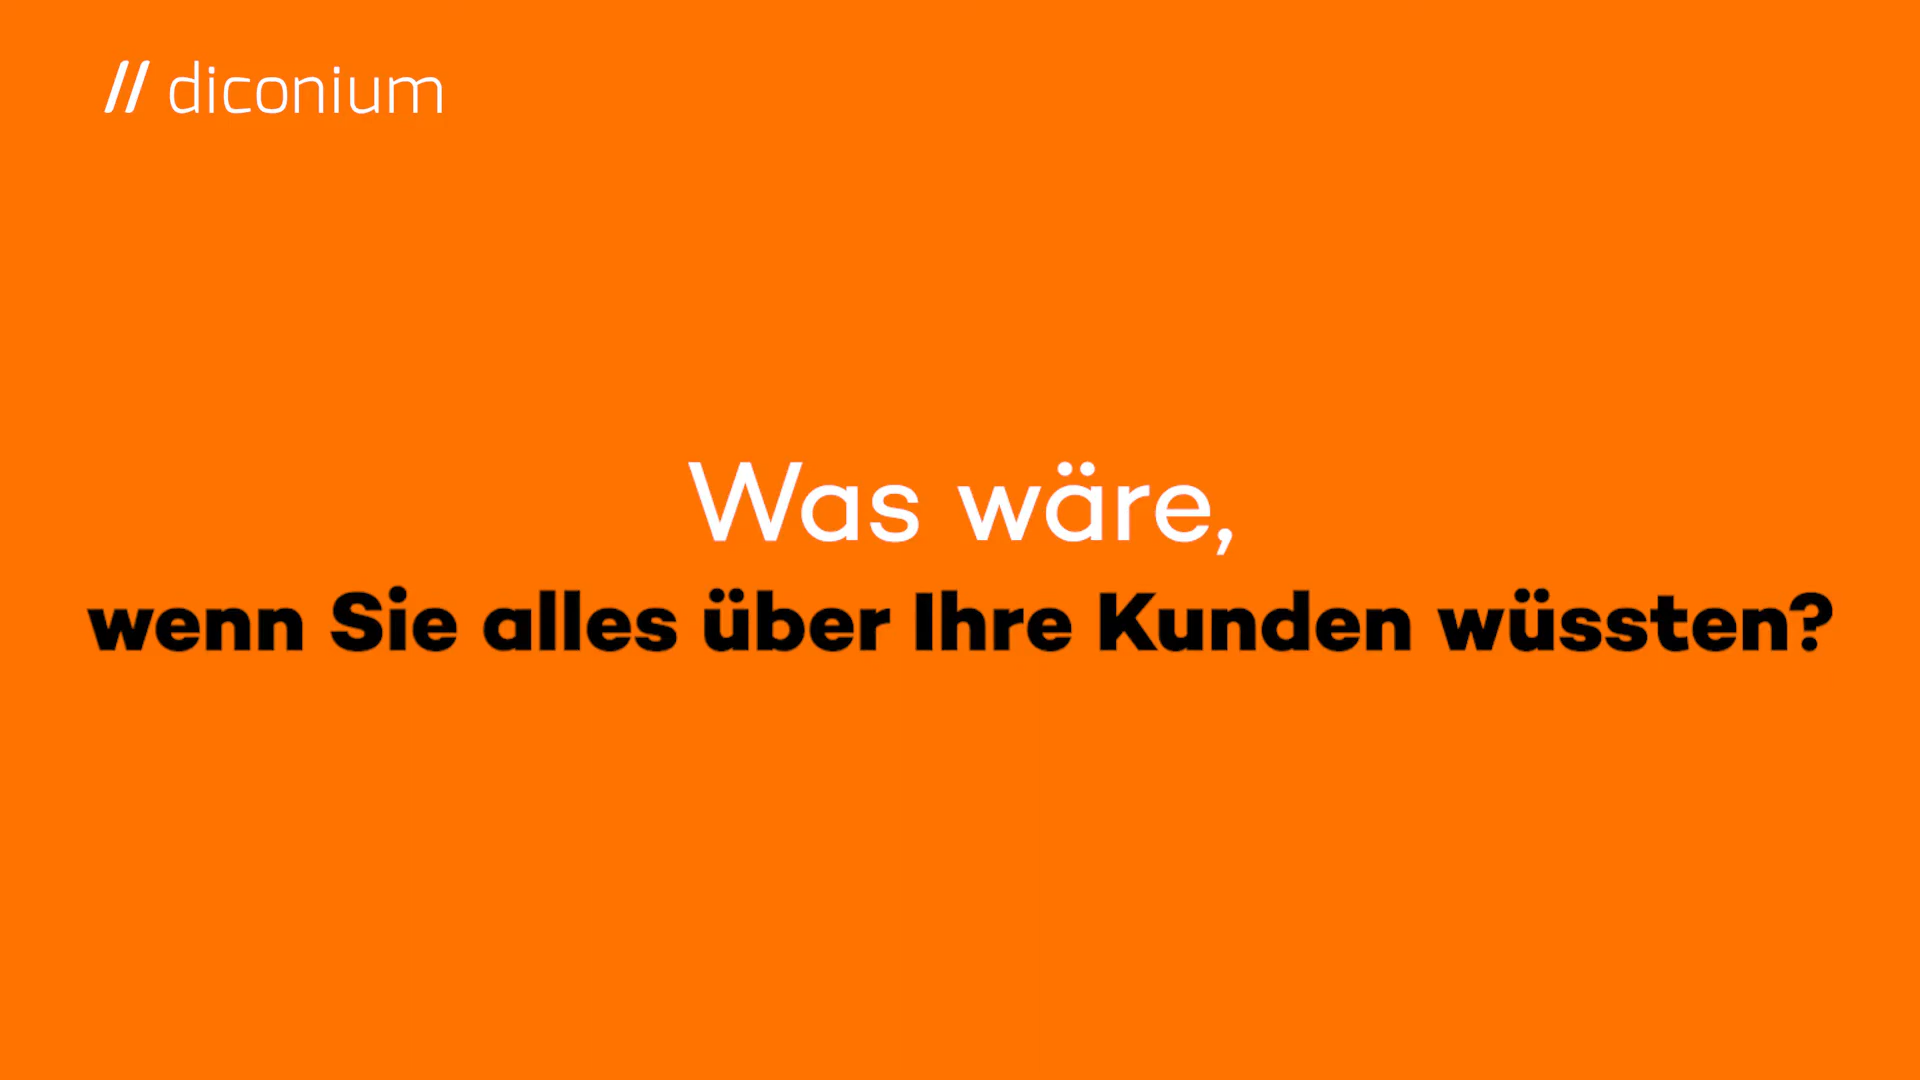 // diconium
Was wäre,
wenn Sie alles über Ihre Kunden wüssten?